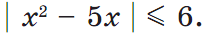 | x² − 5x | ⩽ 6.